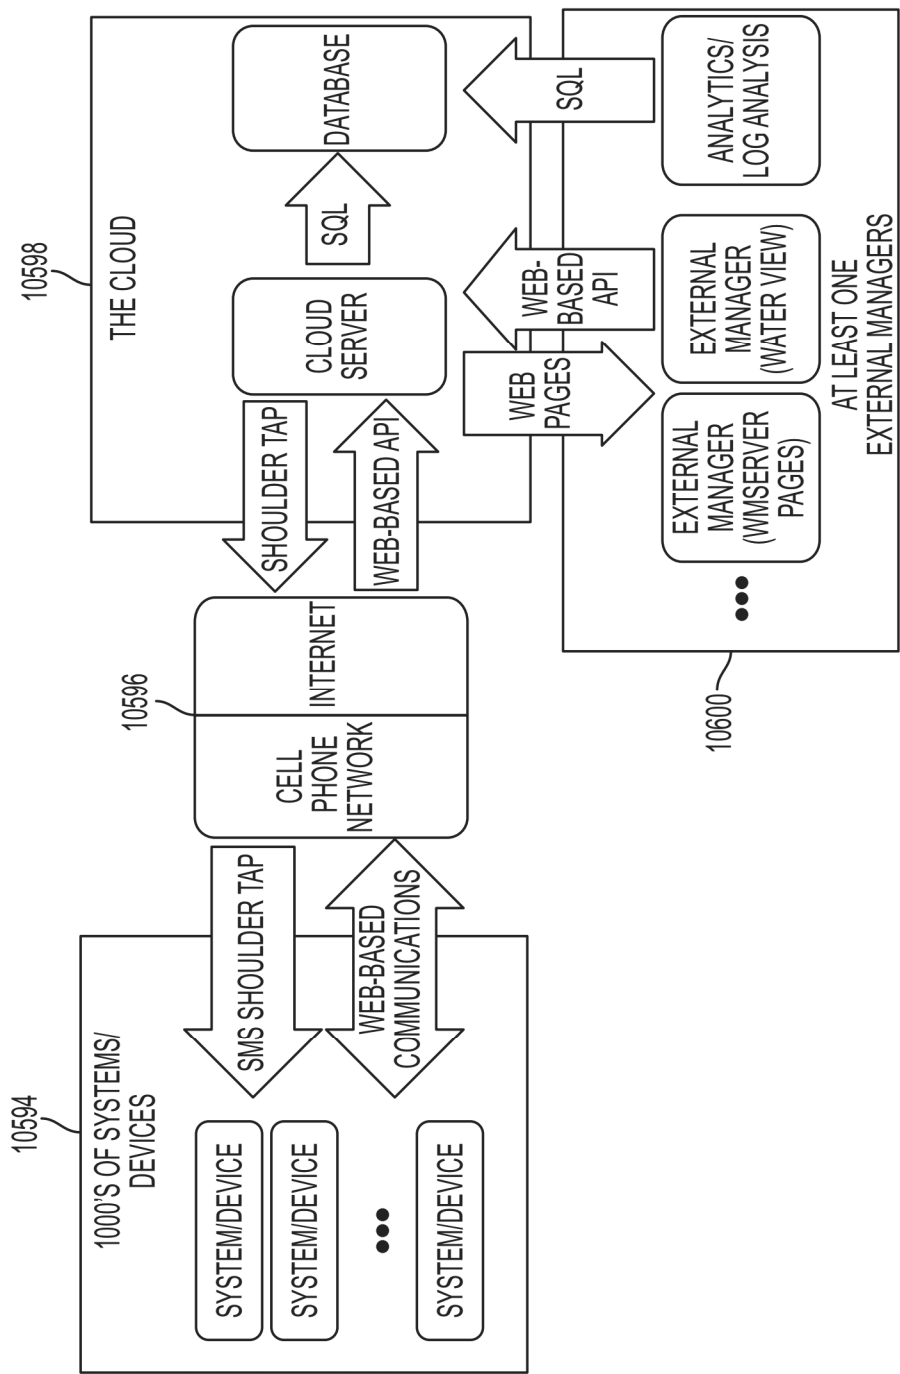 10594
1000'S OF SYSTEMS/
DEVICES
SYSTEM/DEVICE
SYSTEM/DEVICE
SYSTEM/DEVICE
SMS SHOULDER TAP
WEB-BASED
COMMUNICATIONS
10596
CELL
PHONE
NETWORK
INTERNET
SHOULDER TAP
WEB-BASED API
10598
THE CLOUD
CLOUD
SERVER
SQL
DATABASE
WEB
PAGES
WEB-
BASED
API
SQL
10600
EXTERNAL
MANAGER
(WMSERVER
PAGES)
EXTERNAL
MANAGER
(WATER VIEW)
ANALYTICS/
LOG ANALYSIS
AT LEAST ONE
EXTERNAL MANAGERS